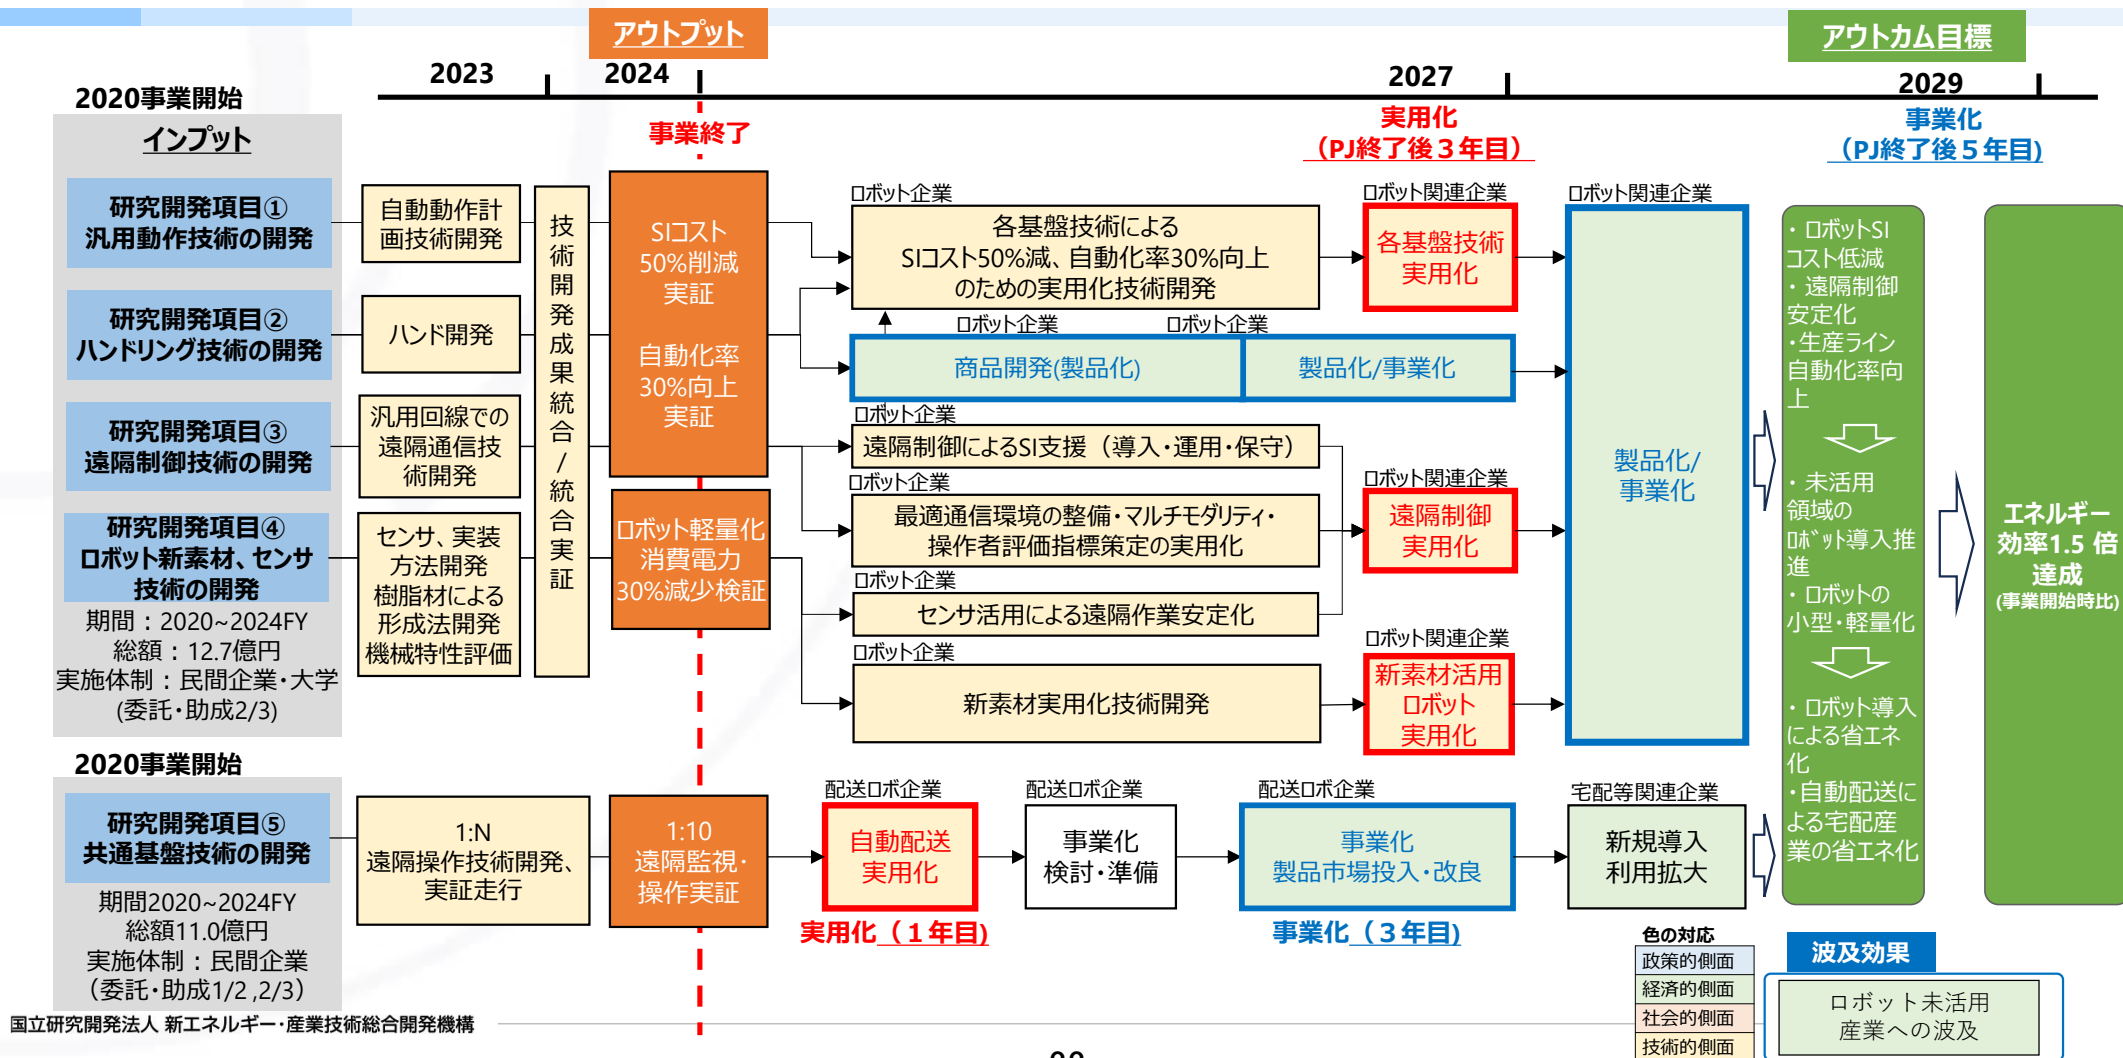 アウトプット
アウトカム目標
2023
2024
2027
2029
2020事業開始
事業終了
実用化
（PJ終了後３年目）
事業化
（PJ終了後５年目)
インプット
研究開発項目①
汎用動作技術の開発
研究開発項目②
ハンドリング技術の開発
研究開発項目③
遠隔制御技術の開発
研究開発項目④
ロボット新素材、センサ
技術の開発
期間：2020~2024FY
総額：12.7億円
実施体制：民間企業・大学
(委託・助成2/3)
自動動作計
画技術開発
ハンド開発
汎用回線での
遠隔通信技
術開発
センサ、実装
方法開発
樹脂材による
形成法開発
機械特性評価
技術開発成果統合/統合実証
SIコスト
50%削減
実証
自動化率
30%向上
実証
ロボット軽量化
消費電力
30%減少検証
ロボット企業
各基盤技術による
SIコスト50%減、自動化率30%向上
のための実用化技術開発
ロボット企業
ロボット企業
商品開発(製品化)
製品化/事業化
ロボット企業
遠隔制御によるSI支援（導入・運用・保守）
ロボット企業
最適通信環境の整備・マルチモダリティ・
操作者評価指標策定の実用化
ロボット企業
センサ活用による遠隔作業安定化
ロボット企業
新素材実用化技術開発
ロボット関連企業
各基盤技術
実用化
ロボット関連企業
遠隔制御
実用化
ロボット関連企業
新素材活用
ロボット
実用化
ロボット関連企業
製品化/
事業化
・ロボットSI
コスト低減
・遠隔制御
安定化
・生産ライン
自動化率向
上
・未活用
領域の
ﾛﾎﾞｯﾄ導入推
進
・ロボットの
小型・軽量化
・ロボット導入
による省エネ
化
・自動配送に
よる宅配産
業の省エネ化
エネルギー
効率1.5 倍
達成
(事業開始時比)
2020事業開始
研究開発項目⑤
共通基盤技術の開発
期間2020~2024FY
総額11.0億円
実施体制：民間企業
（委託・助成1/2 ,2/3）
1:N
遠隔操作技術開発、
実証走行
1:10
遠隔監視・
操作実証
配送ロボ企業
自動配送
実用化
実用化（１年目)
配送ロボ企業
事業化
検討・準備
配送ロボ企業
事業化
製品市場投入・改良
事業化（３年目)
宅配等関連企業
新規導入
利用拡大
色の対応
政策的側面
経済的側面
社会的側面
技術的側面
波及効果
ロボット未活用
産業への波及
国立研究開発法人 新エネルギー・産業技術総合開発機構